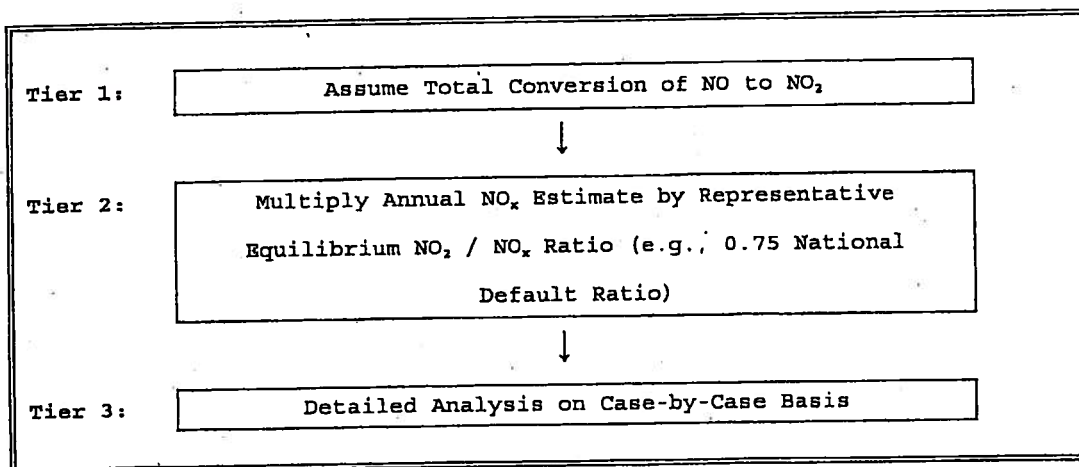 Tier 1: Assume Total Conversion of NO to NO₂
Tier 2: Multiply Annual NOₓ Estimate by Representative
Equilibrium NO₂ / NOₓ Ratio (e.g., 0.75 National
Default Ratio)
Tier 3: Detailed Analysis on Case-by-Case Basis